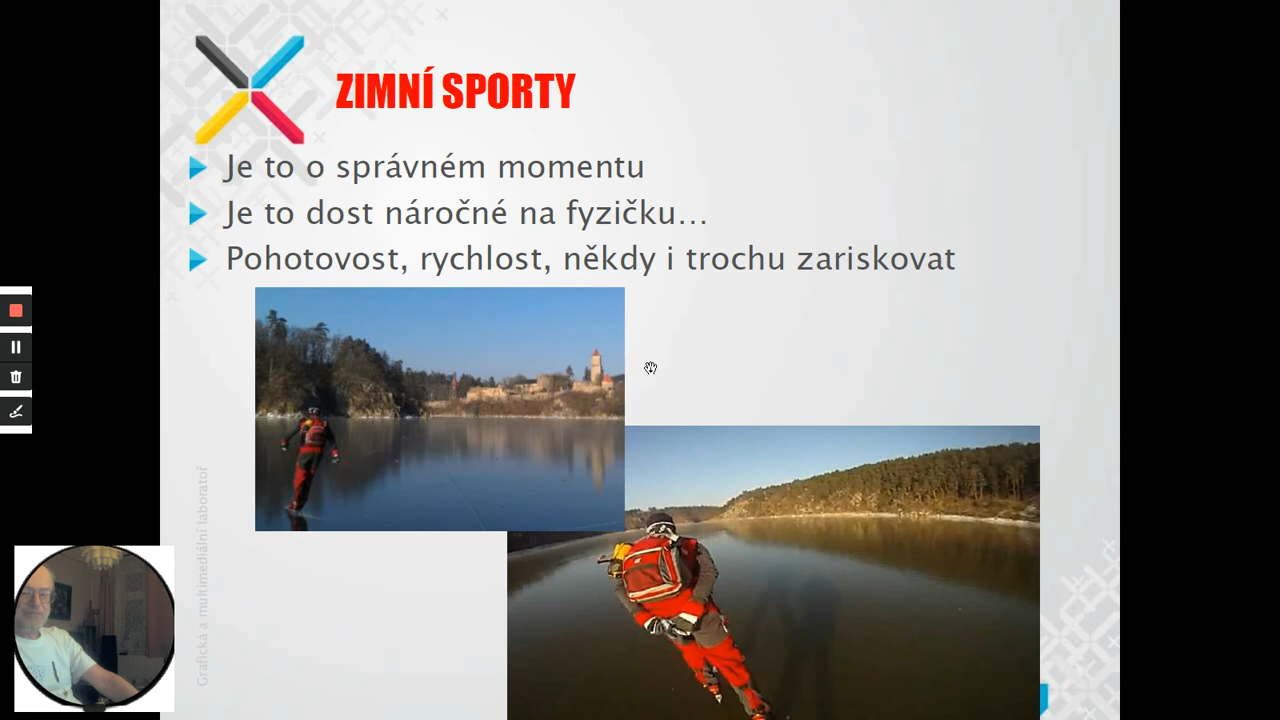 ZIMNÍ SPORTY
Je to o správném momentu
Je to dost náročné na fyzičku…
Pohotovost, rychlost, někdy i trochu zariskovat
Grafická a multimediální laboratoř